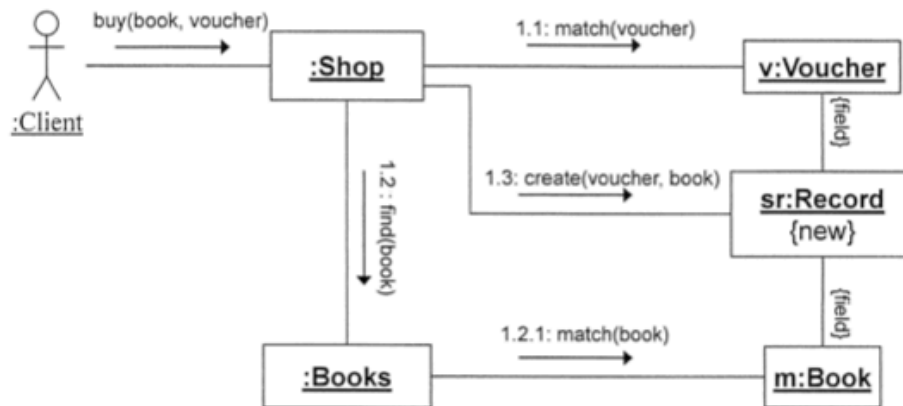 buy(book, voucher)
1.1: match(voucher)
:Shop
v:Voucher
:Client
{field}
1.2 : find(book)
1.3: create(voucher, book)
sr:Record
{new}
{field}
1.2.1: match(book)
:Books
m:Book